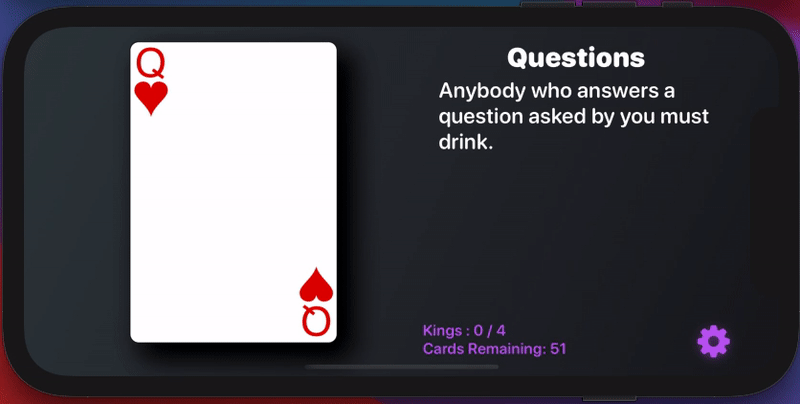 Q
Questions
Anybody who answers a
question asked by you must
drink.
Q
Kings : 0 / 4
Cards Remaining: 51